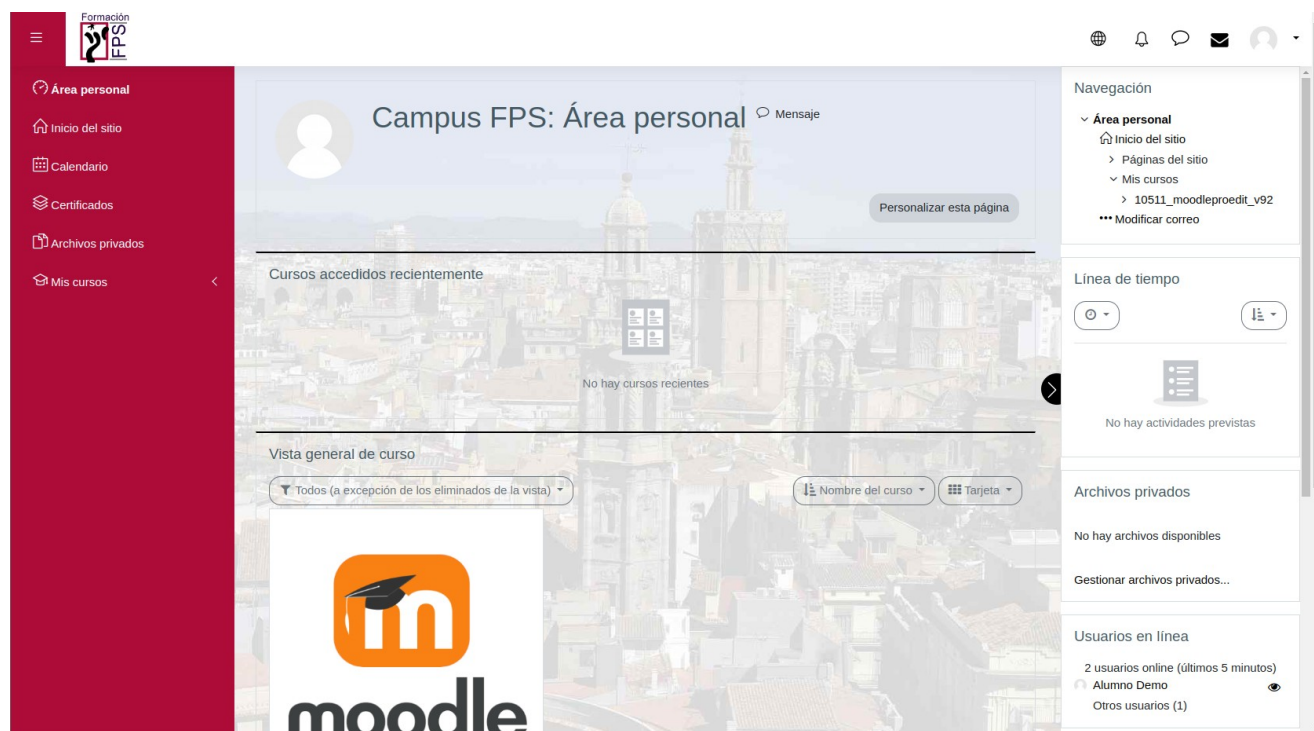 Formación
FPS
Área personal
Inicio del sitio
Calendario
Certificados
Archivos privados
Mis cursos
Campus FPS: Área personal
Mensaje
Personalizar esta página
Cursos accedidos recientemente
No hay cursos recientes
Vista general de curso
Todos (a excepción de los eliminados de la vista)
Nombre del curso
Tarjeta
moodle
Navegación
Área personal
Inicio del sitio
Páginas del sitio
Mis cursos
10511_moodleproedit_v92
Modificar correo
Línea de tiempo
No hay actividades previstas
Archivos privados
No hay archivos disponibles
Gestionar archivos privados...
Usuarios en línea
2 usuarios online (últimos 5 minutos)
Alumno Demo
Otros usuarios (1)